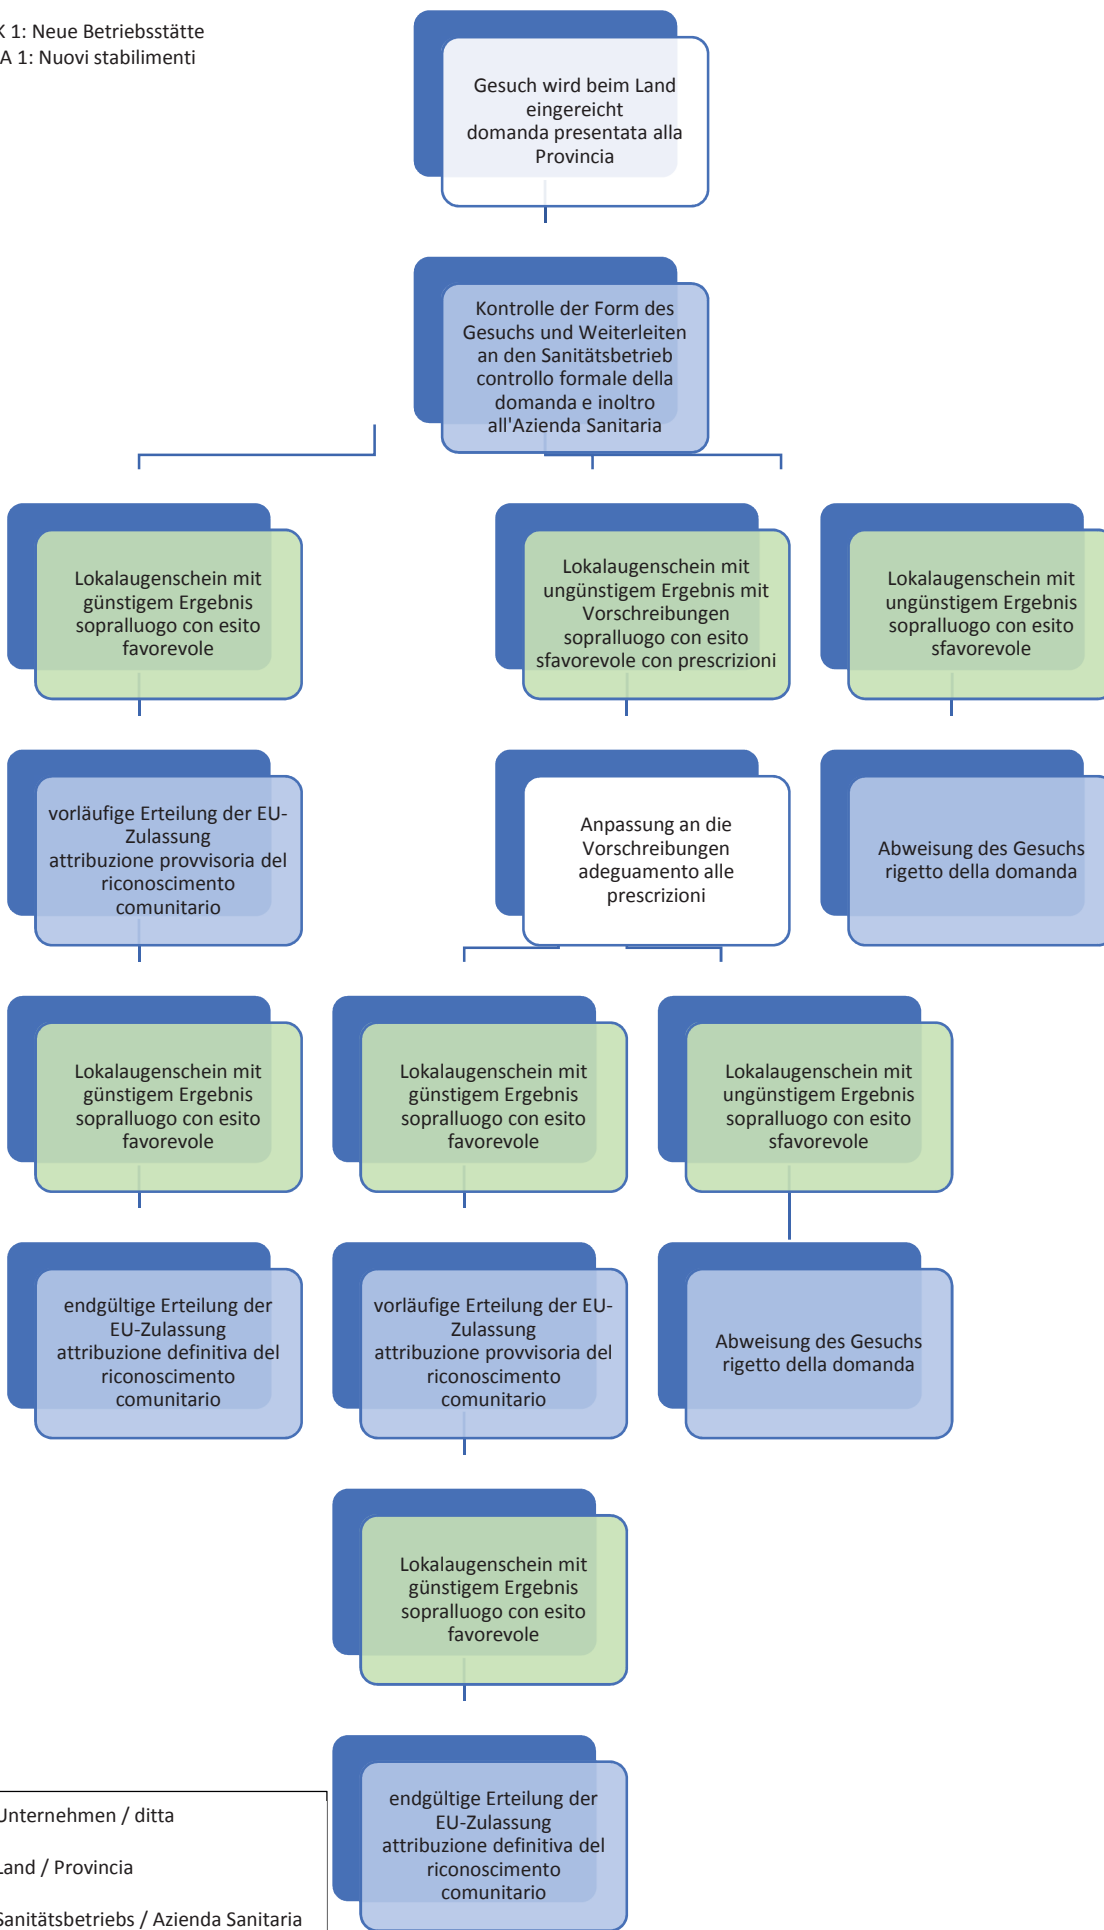 K 1: Neue Betriebsstätte
A 1: Nuovi stabilimenti
Gesuch wird beim Land
eingereicht
domanda presentata alla
Provincia
Kontrolle der Form des
Gesuchs und Weiterleiten
an den Sanitätsbetrieb
controllo formale della
domanda e inoltro
all'Azienda Sanitaria
Lokalaugenschein mit
günstigem Ergebnis
sopralluogo con esito
favorevole
Lokalaugenschein mit
ungünstigem Ergebnis mit
Vorschreibungen
sopralluogo con esito
sfavorevole con prescrizioni
Lokalaugenschein mit
ungünstigem Ergebnis
sopralluogo con esito
sfavorevole
vorläufige Erteilung der EU-
Zulassung
attribuzione provvisoria del
riconoscimento
comunitario
Anpassung an die
Vorschreibungen
adeguamento alle
prescrizioni
Abweisung des Gesuchs
rigetto della domanda
Lokalaugenschein mit
günstigem Ergebnis
sopralluogo con esito
favorevole
Lokalaugenschein mit
günstigem Ergebnis
sopralluogo con esito
favorevole
Lokalaugenschein mit
ungünstigem Ergebnis
sopralluogo con esito
sfavorevole
endgültige Erteilung der
EU-Zulassung
attribuzione definitiva del
riconoscimento
comunitario
vorläufige Erteilung der EU-
Zulassung
attribuzione provvisoria del
riconoscimento
comunitario
Abweisung des Gesuchs
rigetto della domanda
Lokalaugenschein mit
günstigem Ergebnis
sopralluogo con esito
favorevole
endgültige Erteilung der
EU-Zulassung
attribuzione definitiva del
riconoscimento
comunitario
Unternehmen / ditta
Land / Provincia
Sanitätsbetriebs / Azienda Sanitaria